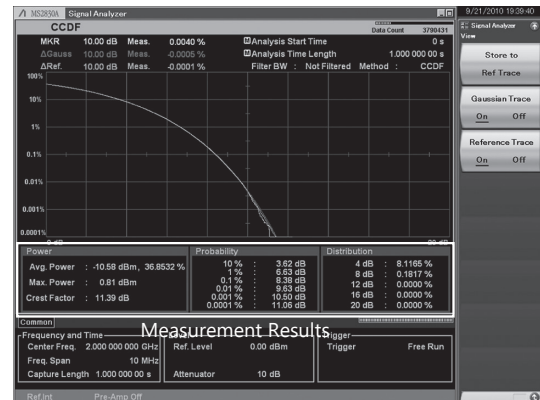 MS2850A Signal Analyzer
9/21/2010 19:39:40
CCDF
Data Count 3790431
MKR 10.00 dB Meas. 0.0040 %
M Analysis Start Time 0 s
ΔGauss 10.00 dB Meas. -0.0005 %
M Analysis Time Length 1.000 000 00 s
ΔRef. 10.00 dB Meas. -0.0001 %
Filter BW : Not Filtered Method : CCDF
100%
10%
1%
0.1%
0.01%
0.001%
0.0001%
0 dB 20 dB
Power
Avg. Power : -10.58 dBm, 36.8532 %
Max. Power : 0.81 dBm
Crest Factor : 11.39 dB
Probability
10 % : 3.62 dB
1 % : 6.63 dB
0.1 % : 8.38 dB
0.01 % : 9.63 dB
0.001 % : 10.50 dB
0.0001 % : 11.06 dB
Distribution
4 dB : 8.1165 %
8 dB : 0.1817 %
12 dB : 0.0000 %
16 dB : 0.0000 %
20 dB : 0.0000 %
Measurement Results
Common
Frequency and Time
Center Freq. 2.000 000 000 GHz
Freq. Span 10 MHz
Capture Length 1.000 000 00 s
Level
Ref. Level 0.00 dBm
Attenuator 10 dB
Trigger
Trigger Free Run
Ref.Int Pre-Amp Off
Signal Analyzer
View
Store to
Ref Trace
Gaussian Trace
On Off
Reference Trace
On Off